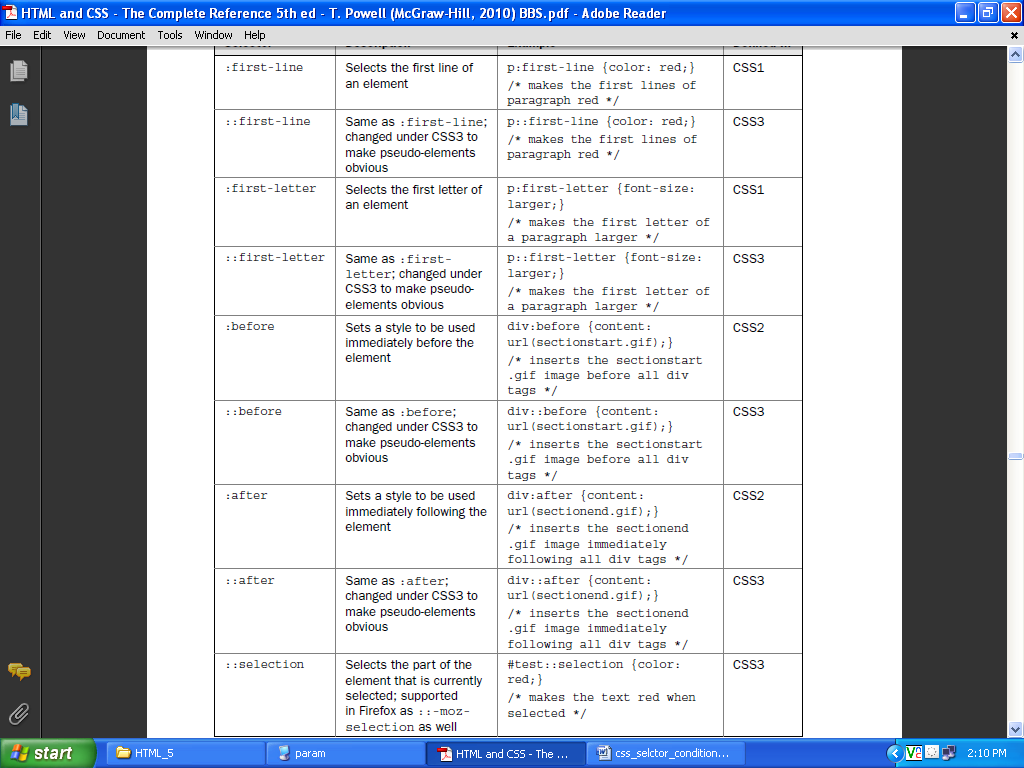 HTML and CSS - The Complete Reference 5th ed - T. Powell (McGraw-Hill, 2010) BBS.pdf - Adobe Reader
File Edit View Document Tools Window Help
:first-line
Selects the first line of
an element
p:first-line {color: red;}
/* makes the first lines of
paragraph red */
CSS1
::first-line
Same as :first-line;
changed under CSS3 to
make pseudo-elements
obvious
p::first-line {color: red;}
/* makes the first lines of
paragraph red */
CSS3
:first-letter
Selects the first letter of
an element
p:first-letter {font-size:
larger;}
/* makes the first letter of
a paragraph larger */
CSS1
::first-letter
Same as :first-
letter; changed under
CSS3 to make pseudo-
elements obvious
p::first-letter {font-size:
larger;}
/* makes the first letter of
a paragraph larger */
CSS3
:before
Sets a style to be used
immediately before the
element
div:before {content:
url(sectionstart.gif);}
/* inserts the sectionstart
.gif image before all div
tags */
CSS2
::before
Same as :before;
changed under CSS3 to
make pseudo-elements
obvious
div::before {content:
url(sectionstart.gif);}
/* inserts the sectionstart
.gif image before all div
tags */
CSS3
:after
Sets a style to be used
immediately following the
element
div:after {content:
url(sectionend.gif);}
/* inserts the sectionend
.gif image immediately
following all div tags */
CSS2
::after
Same as :after;
changed under CSS3 to
make pseudo-elements
obvious
div::after {content:
url(sectionend.gif);}
/* inserts the sectionend
.gif image immediately
following all div tags */
CSS3
::selection
Selects the part of the
element that is currently
selected; supported
in Firefox as ::-moz-
selection as well
#test::selection {color:
red;}
/* makes the text red when
selected */
CSS3
start HTML_5 param HTML and CSS - The ... css_selctor_condition... 2:10 PM